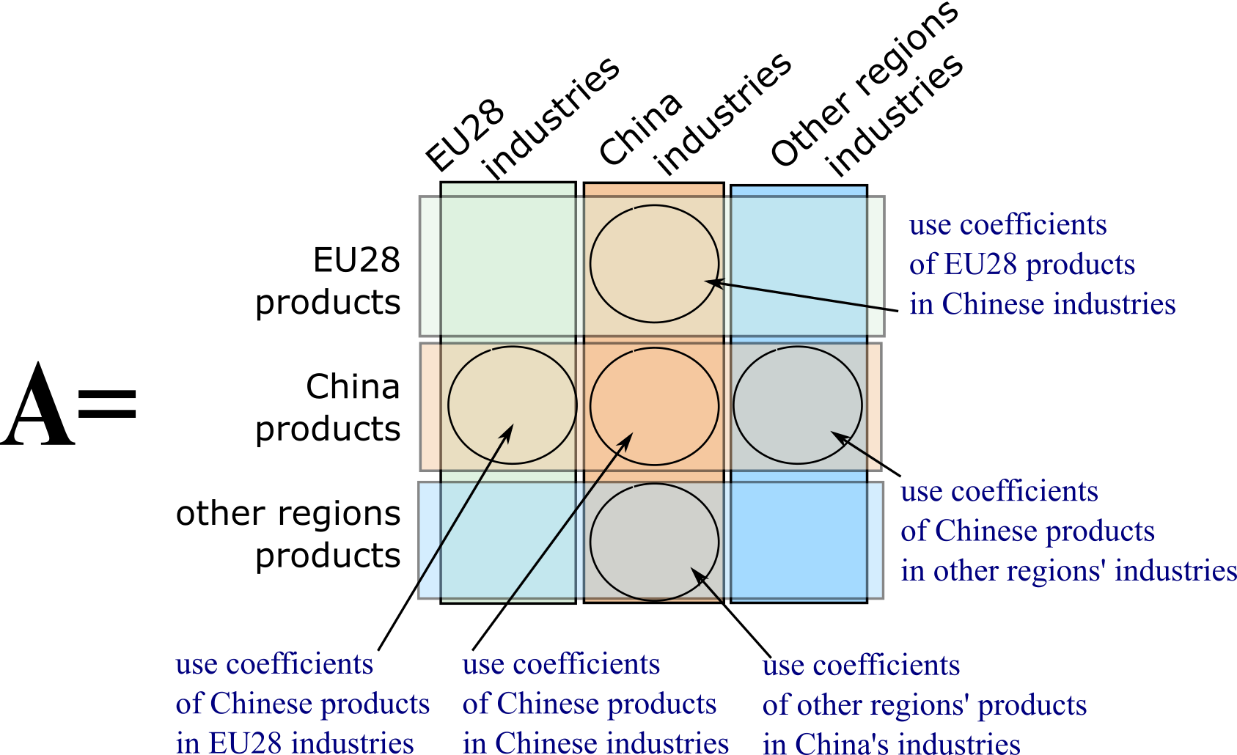 EU28
industries
China
industries
Other regions
industries
EU28
products
use coefficients
of EU28 products
in Chinese industries
A=
China
products
other regions
products
use coefficients
of Chinese products
in other regions' industries
use coefficients
of Chinese products
in EU28 industries
use coefficients
of Chinese products
in Chinese industries
use coefficients
of other regions' products
in China's industries